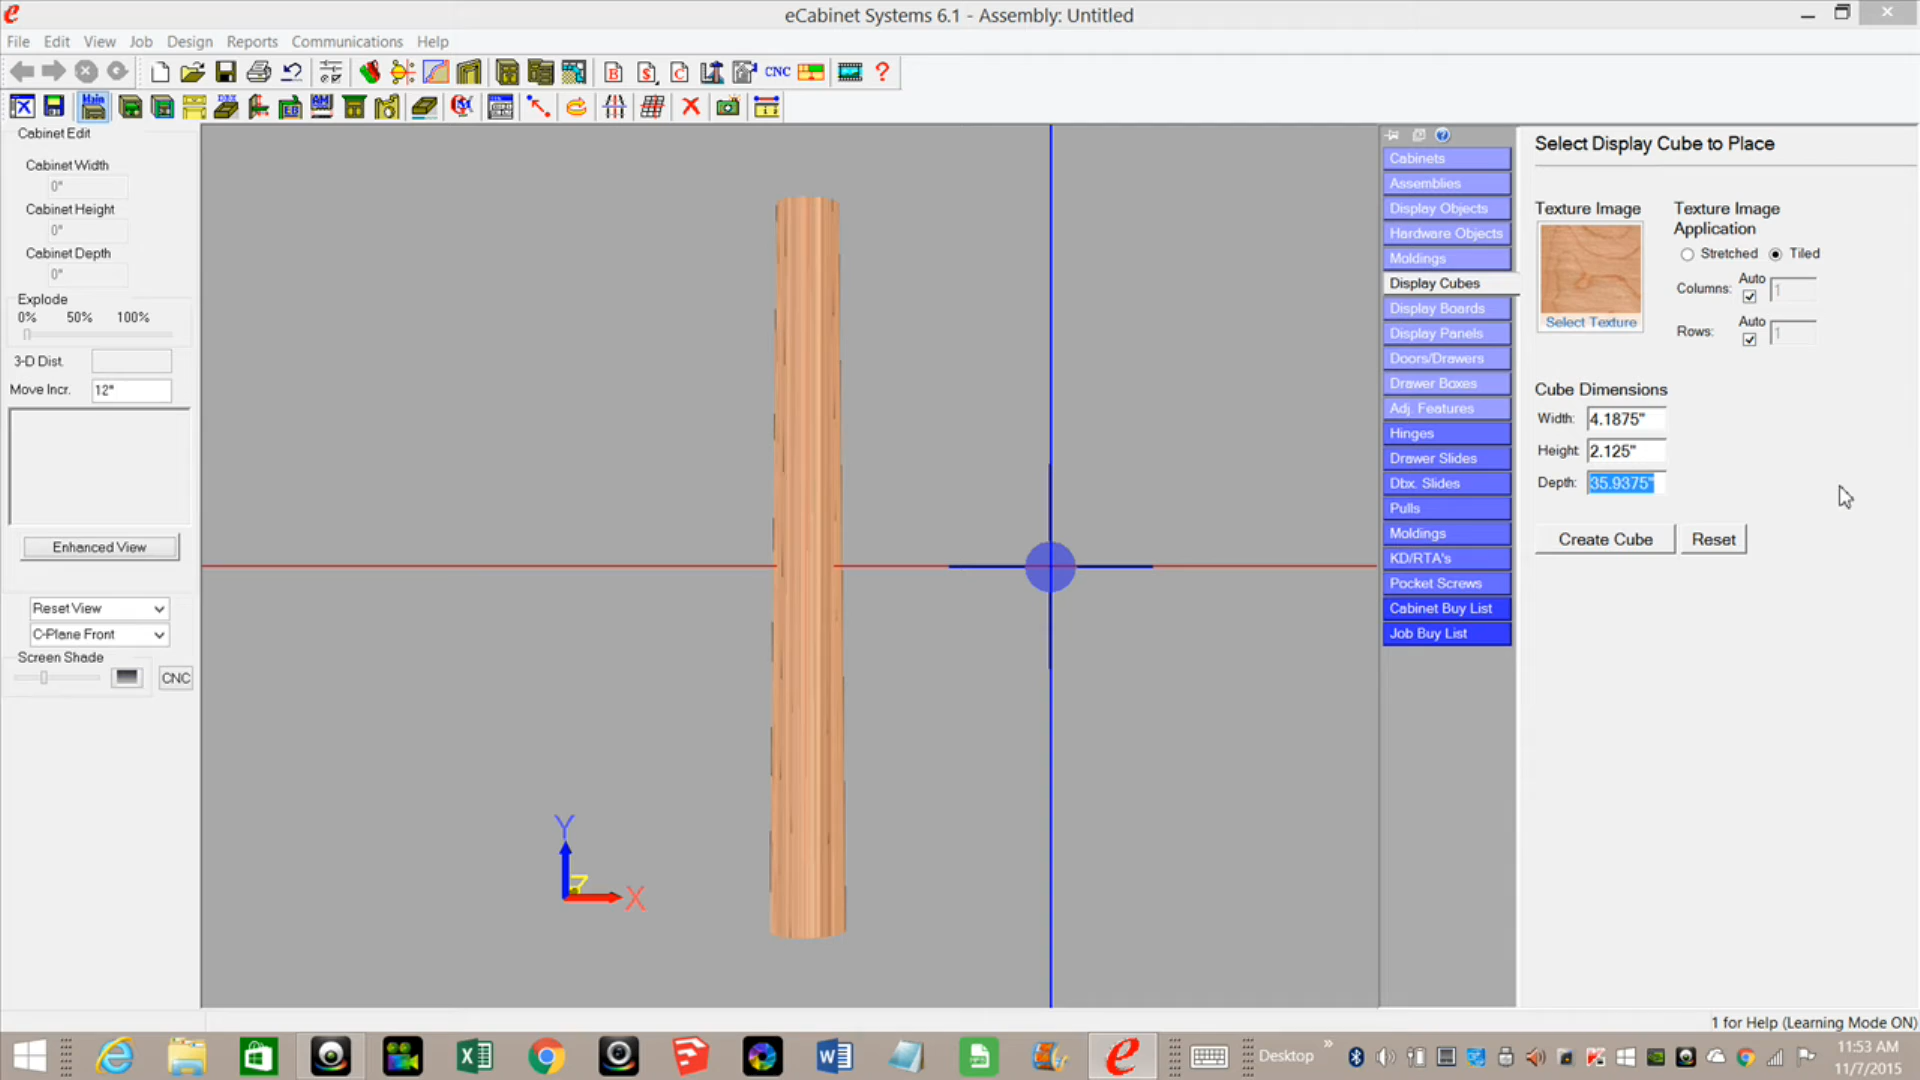 eCabinet Systems 6.1 - Assembly: Untitled
File Edit View Job Design Reports Communications Help
B $ C CNC ?
Main DBX EB
Cabinet Edit
Cabinet Width
0"
Cabinet Height
0"
Cabinet Depth
0"
Explode
0% 50% 100%
3-D Dist.
Move Incr. 12"
Enhanced View
Reset View
C-Plane Front
Screen Shade
CNC
Y
Z
X
Cabinets
Assemblies
Display Objects
Hardware Objects
Moldings
Display Cubes
Display Boards
Display Panels
Doors/Drawers
Drawer Boxes
Adj. Features
Hinges
Drawer Slides
Dbx. Slides
Pulls
Moldings
KD/RTA's
Pocket Screws
Cabinet Buy List
Job Buy List
Select Display Cube to Place
Texture Image
Select Texture
Texture Image
Application
Stretched Tiled
Auto
Columns: 1
Auto
Rows: 1
Cube Dimensions
Width: 4.1875"
Height: 2.125"
Depth: 35.9375"
Create Cube Reset
1 for Help (Learning Mode ON)
Desktop »
11:53 AM
11/7/2015